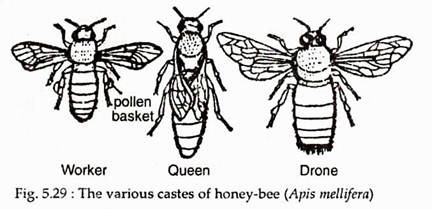 pollen
basket
Worker Queen Drone
Fig. 5.29 : The various castes of honey-bee (Apis mellifera)